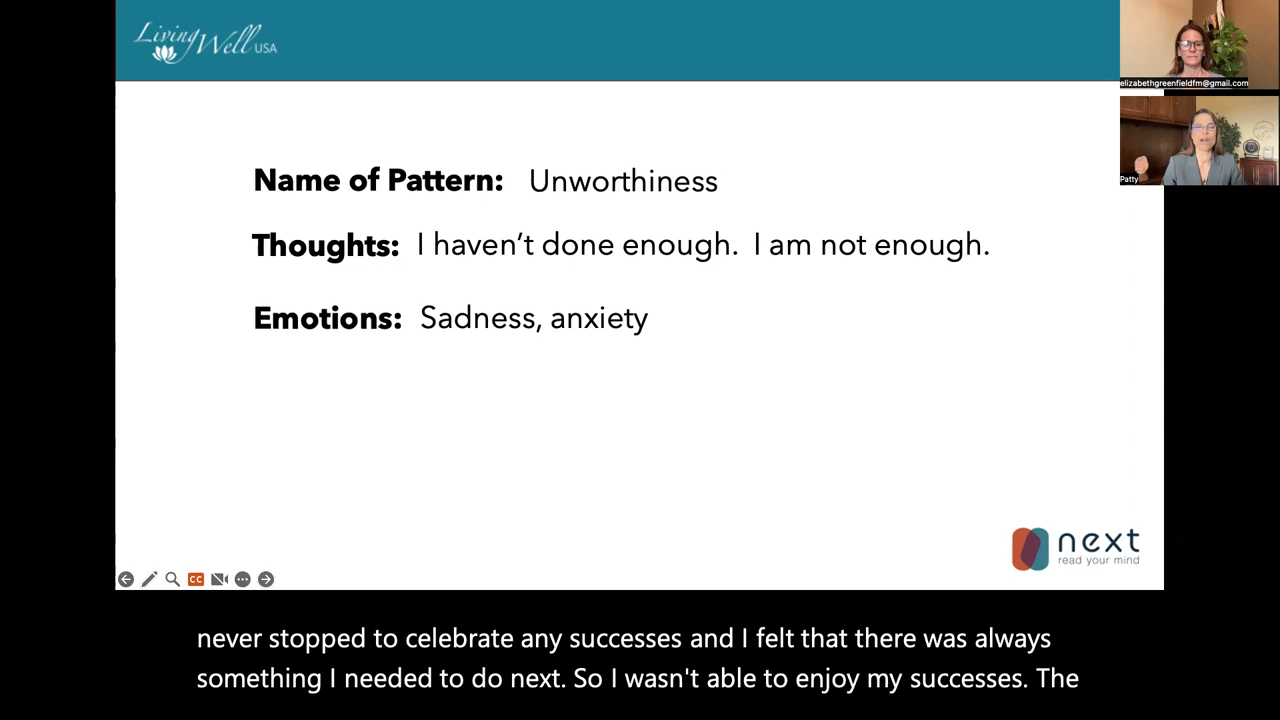 Living Well USA
elizabethgreenfieldfm@gmail.com
Patty
Name of Pattern: Unworthiness
Thoughts: I haven’t done enough. I am not enough.
Emotions: Sadness, anxiety
next
read your mind
CC
never stopped to celebrate any successes and I felt that there was always
something I needed to do next. So I wasn't able to enjoy my successes. The